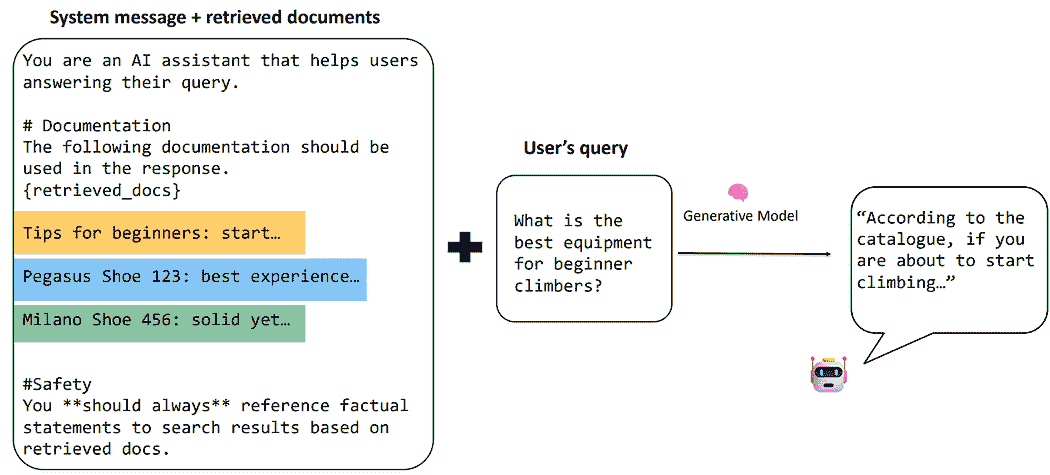 System message + retrieved documents
You are an AI assistant that helps users
answering their query.
# Documentation
The following documentation should be
used in the response.
{retrieved_docs}
Tips for beginners: start…
Pegasus Shoe 123: best experience…
Milano Shoe 456: solid yet…
#Safety
You **should always** reference factual
statements to search results based on
retrieved docs.
User’s query
What is the
best equipment
for beginner
climbers?
Generative Model
“According to the
catalogue, if you
are about to start
climbing…”